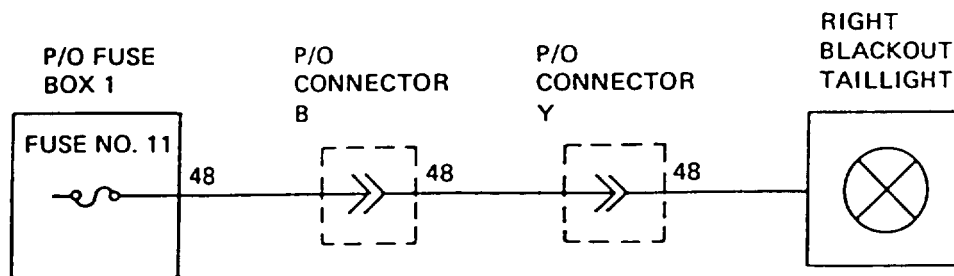 P/O FUSE
BOX 1
FUSE NO. 11
48
P/O
CONNECTOR
B
48
P/O
CONNECTOR
Y
48
RIGHT
BLACKOUT
TAILLIGHT